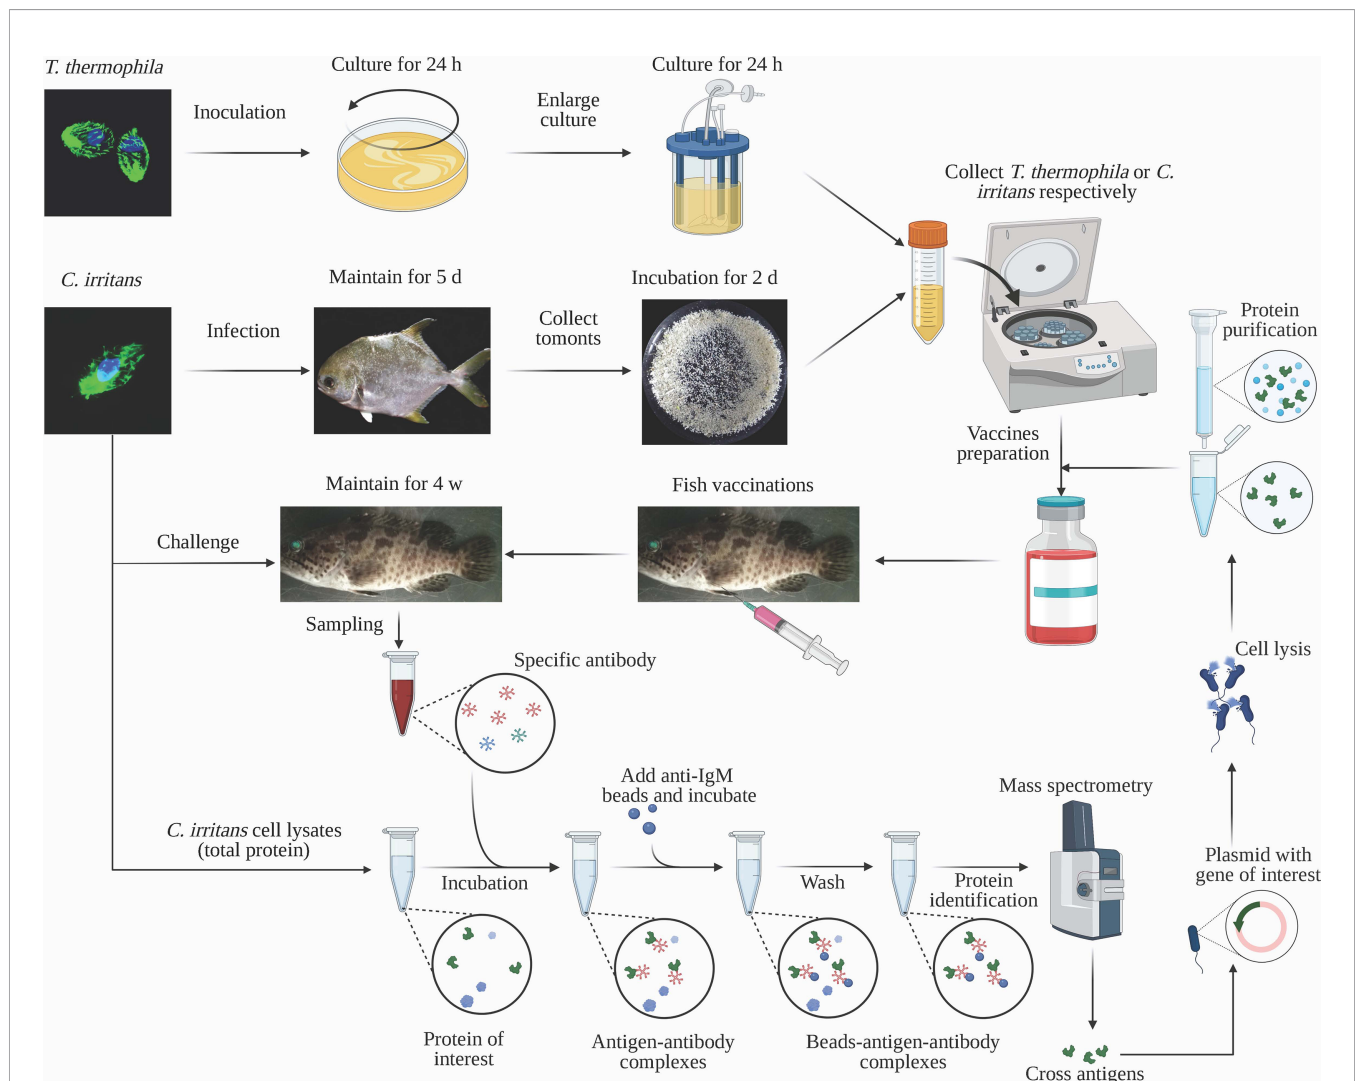 T. thermophila
Inoculation
Culture for 24 h
Enlarge
culture
Culture for 24 h
Collect T. thermophila or C.
irritans respectively
C. irritans
Infection
Maintain for 5 d
Collect
tomonts
Incubation for 2 d
Protein
purification
Vaccines
preparation
Challenge
Maintain for 4 w
Fish vaccinations
Sampling
Specific antibody
Cell lysis
C. irritans cell lysates
(total protein)
Incubation
Add anti-IgM
beads and incubate
Wash
Protein
identification
Mass spectrometry
Plasmid with
gene of interest
Protein of
interest
Antigen-antibody
complexes
Beads-antigen-antibody
complexes
Cross antigens